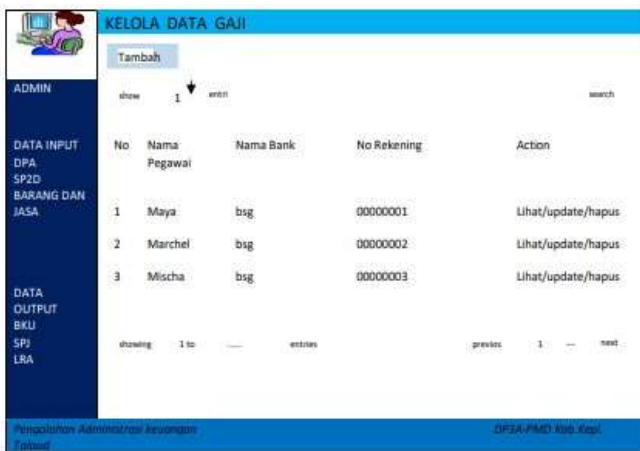 KELOLA DATA GAJI
Tambah
ADMIN
show 1 entri search
DATA INPUT
DPA
SP2D
BARANG DAN
JASA
DATA
OUTPUT
BKU
SPJ
LRA
No Nama Pegawai Nama Bank No Rekening Action
1 Maya bsg 00000001 Lihat/update/hapus
2 Marchel bsg 00000002 Lihat/update/hapus
3 Mischa bsg 00000003 Lihat/update/hapus
showing 1 to ...... entries previos 1 ... next
Pengolahan Administrasi keuangan DP3A-PMD Kab.Kepl.
Talaud